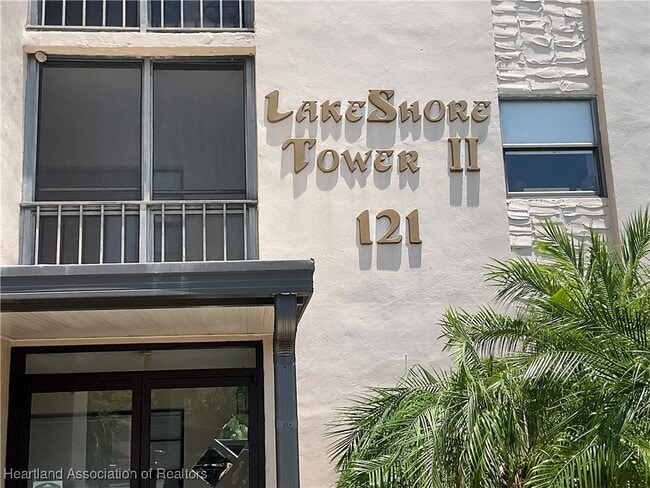 LakeShore
Tower II
121
Heartland Association of Realtors